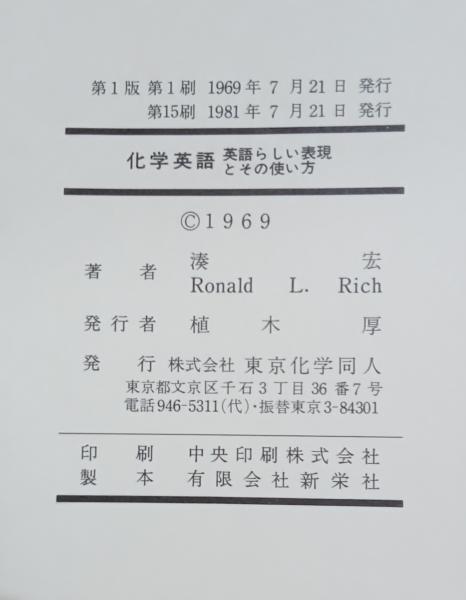 第1版 第1刷 1969年 7 月21日 発行
第15刷 1981年 7 月21日 発行
化学英語 英語らしい表現
とその使い方
©1969
著 者 湊 宏
Ronald L. Rich
発行者 植 木 厚
発 行 株式会社 東京化学同人
東京都文京区千石3丁目36番7号
電話946-5311(代)・振替東京3-84301
印 刷 中央印刷株式会社
製 本 有限会社新栄社